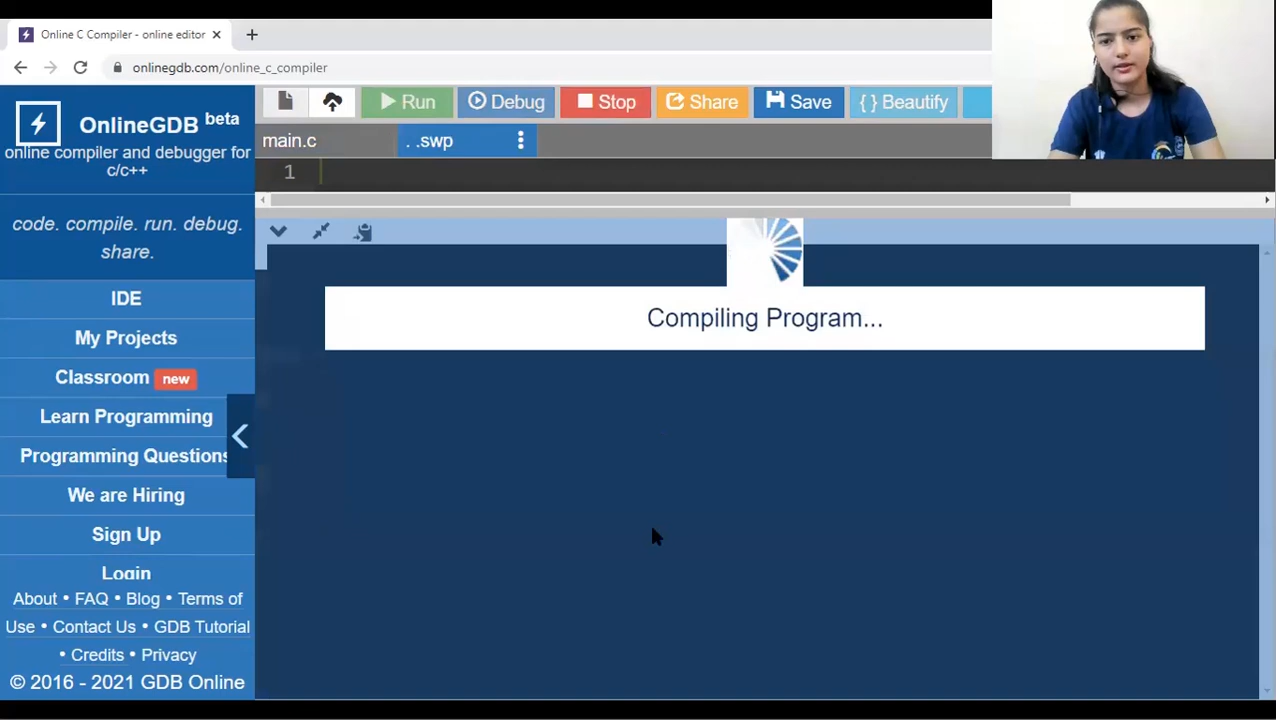 Online C Compiler - online editor
onlinegdb.com/online_c_compiler
Run Debug Stop Share Save { } Beautify
OnlineGDB beta
online compiler and debugger for
c/c++
code. compile. run. debug.
share.
IDE
My Projects
Classroom new
Learn Programming
Programming Questions
We are Hiring
Sign Up
Login
About • FAQ • Blog • Terms of
Use • Contact Us • GDB Tutorial
• Credits • Privacy
© 2016 - 2021 GDB Online
main.c . .swp
1
Compiling Program...